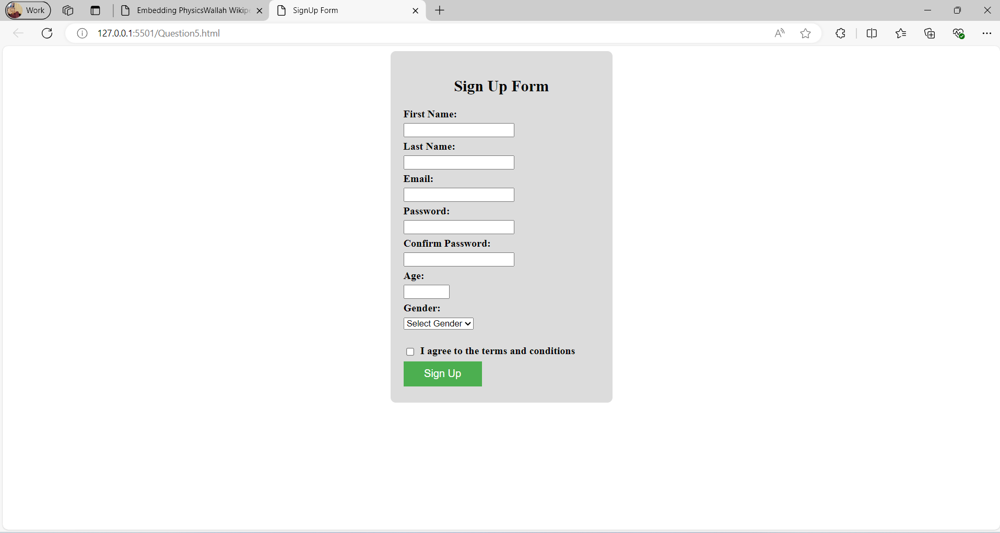 Work
Embedding PhysicsWallah Wikip
SignUp Form
127.0.0.1:5501/Question5.html
Sign Up Form
First Name:
Last Name:
Email:
Password:
Confirm Password:
Age:
Gender:
Select Gender
I agree to the terms and conditions
Sign Up